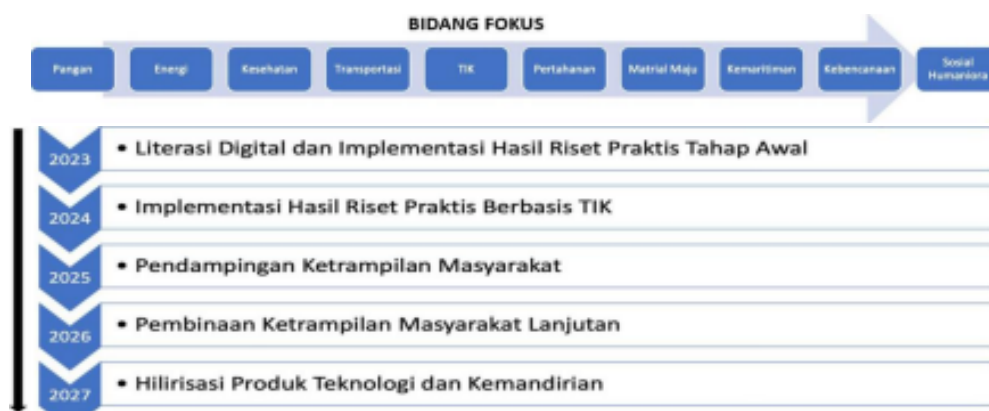 BIDANG FOKUS
Pangan
Energi
Kesehatan
Transportasi
TIK
Pertahanan
Matrial Maju
Kemaritiman
Kebencanaan
Sosial
Humaniora
2023
• Literasi Digital dan Implementasi Hasil Riset Praktis Tahap Awal
2024
• Implementasi Hasil Riset Praktis Berbasis TIK
2025
• Pendampingan Ketrampilan Masyarakat
2026
• Pembinaan Ketrampilan Masyarakat Lanjutan
2027
• Hilirisasi Produk Teknologi dan Kemandirian